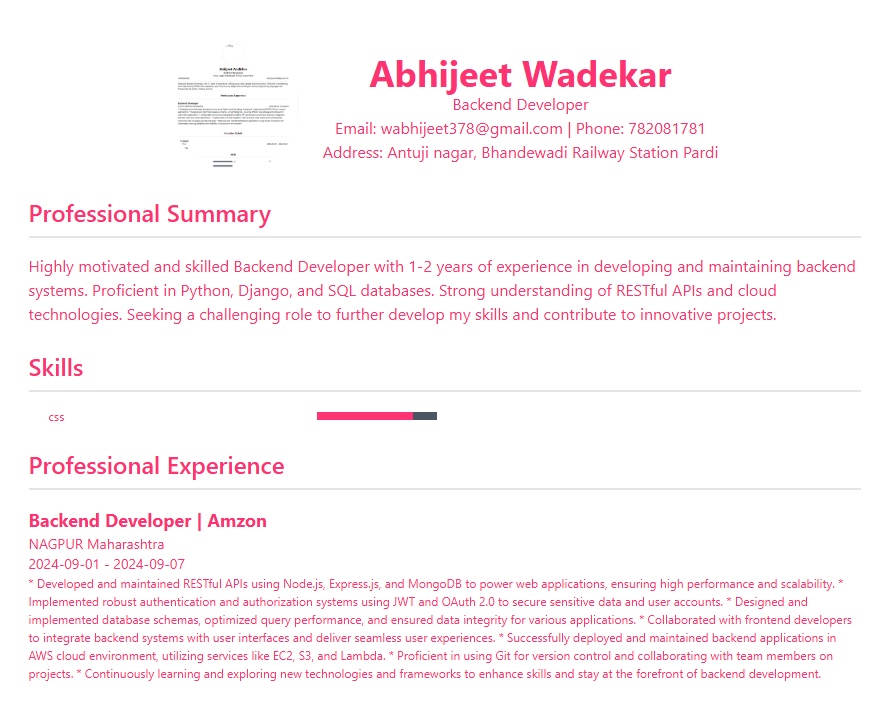 Abhijeet Wadekar
Backend Developer
Email: wabhijeet378@gmail.com | Phone: 782081781
Address: Antuji nagar, Bhandewadi Railway Station Pardi
Professional Summary
Highly motivated and skilled Backend Developer with 1-2 years of experience in developing and maintaining backend
systems. Proficient in Python, Django, and SQL databases. Strong understanding of RESTful APIs and cloud
technologies. Seeking a challenging role to further develop my skills and contribute to innovative projects.
Skills
css
Professional Experience
Backend Developer | Amzon
NAGPUR Maharashtra
2024-09-01 - 2024-09-07
* Developed and maintained RESTful APIs using Node.js, Express.js, and MongoDB to power web applications, ensuring high performance and scalability. *
Implemented robust authentication and authorization systems using JWT and OAuth 2.0 to secure sensitive data and user accounts. * Designed and
implemented database schemas, optimized query performance, and ensured data integrity for various applications. * Collaborated with frontend developers
to integrate backend systems with user interfaces and deliver seamless user experiences. * Successfully deployed and maintained backend applications in
AWS cloud environment, utilizing services like EC2, S3, and Lambda. * Proficient in using Git for version control and collaborating with team members on
projects. * Continuously learning and exploring new technologies and frameworks to enhance skills and stay at the forefront of backend development.